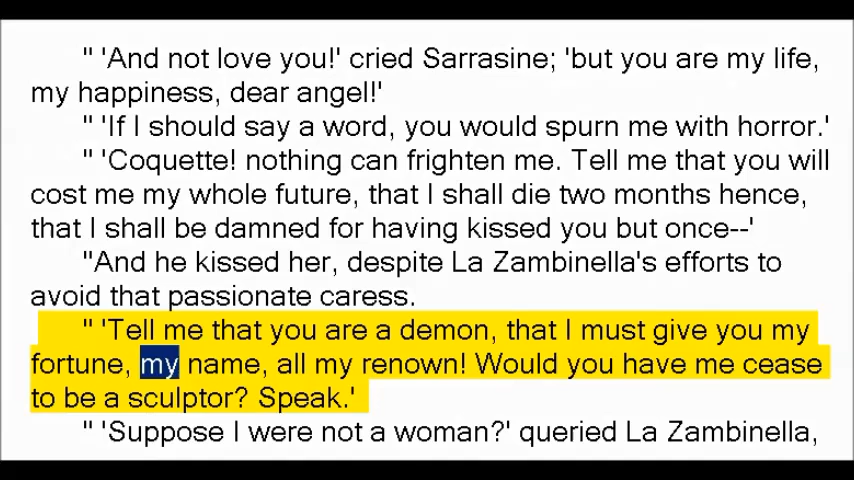 " 'And not love you!' cried Sarrasine; 'but you are my life,
my happiness, dear angel!'
" 'If I should say a word, you would spurn me with horror.'
" 'Coquette! nothing can frighten me. Tell me that you will
cost me my whole future, that I shall die two months hence,
that I shall be damned for having kissed you but once--'
"And he kissed her, despite La Zambinella's efforts to
avoid that passionate caress.
" 'Tell me that you are a demon, that I must give you my
fortune, my name, all my renown! Would you have me cease
to be a sculptor? Speak.'
" 'Suppose I were not a woman?' queried La Zambinella,